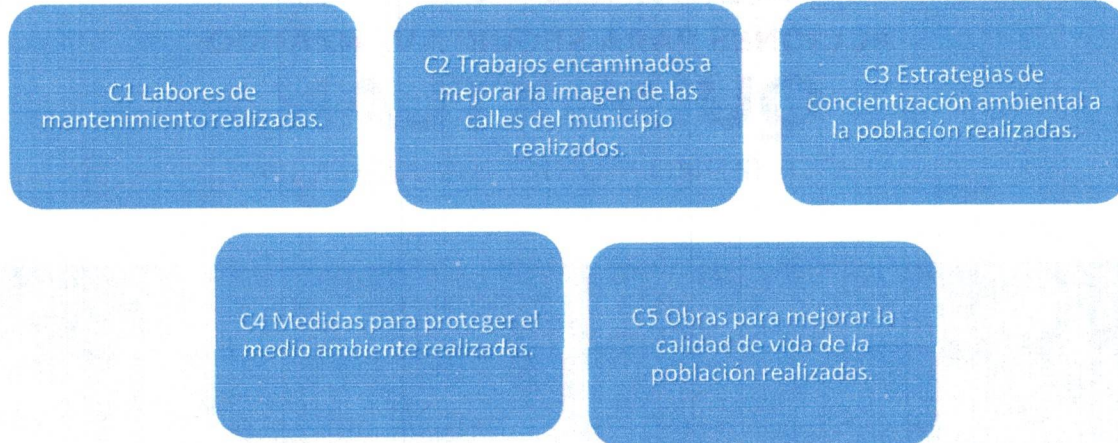 C1 Labores de
mantenimiento realizadas.
C2 Trabajos encaminados a
mejorar la imagen de las
calles del municipio
realizados.
C3 Estrategias de
concientización ambiental a
la población realizadas.
C4 Medidas para proteger el
medio ambiente realizadas.
C5 Obras para mejorar la
calidad de vida de la
población realizadas.